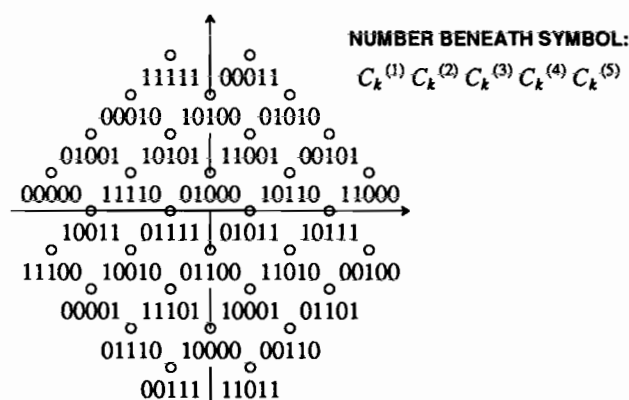 NUMBER BENEATH SYMBOL:
C_k^(1) C_k^(2) C_k^(3) C_k^(4) C_k^(5)
11111 00011
00010 10100 01010
01001 10101 11001 00101
00000 11110 01000 10110 11000
10011 01111 01011 10111
11100 10010 01100 11010 00100
00001 11101 10001 01101
01110 10000 00110
00111 11011